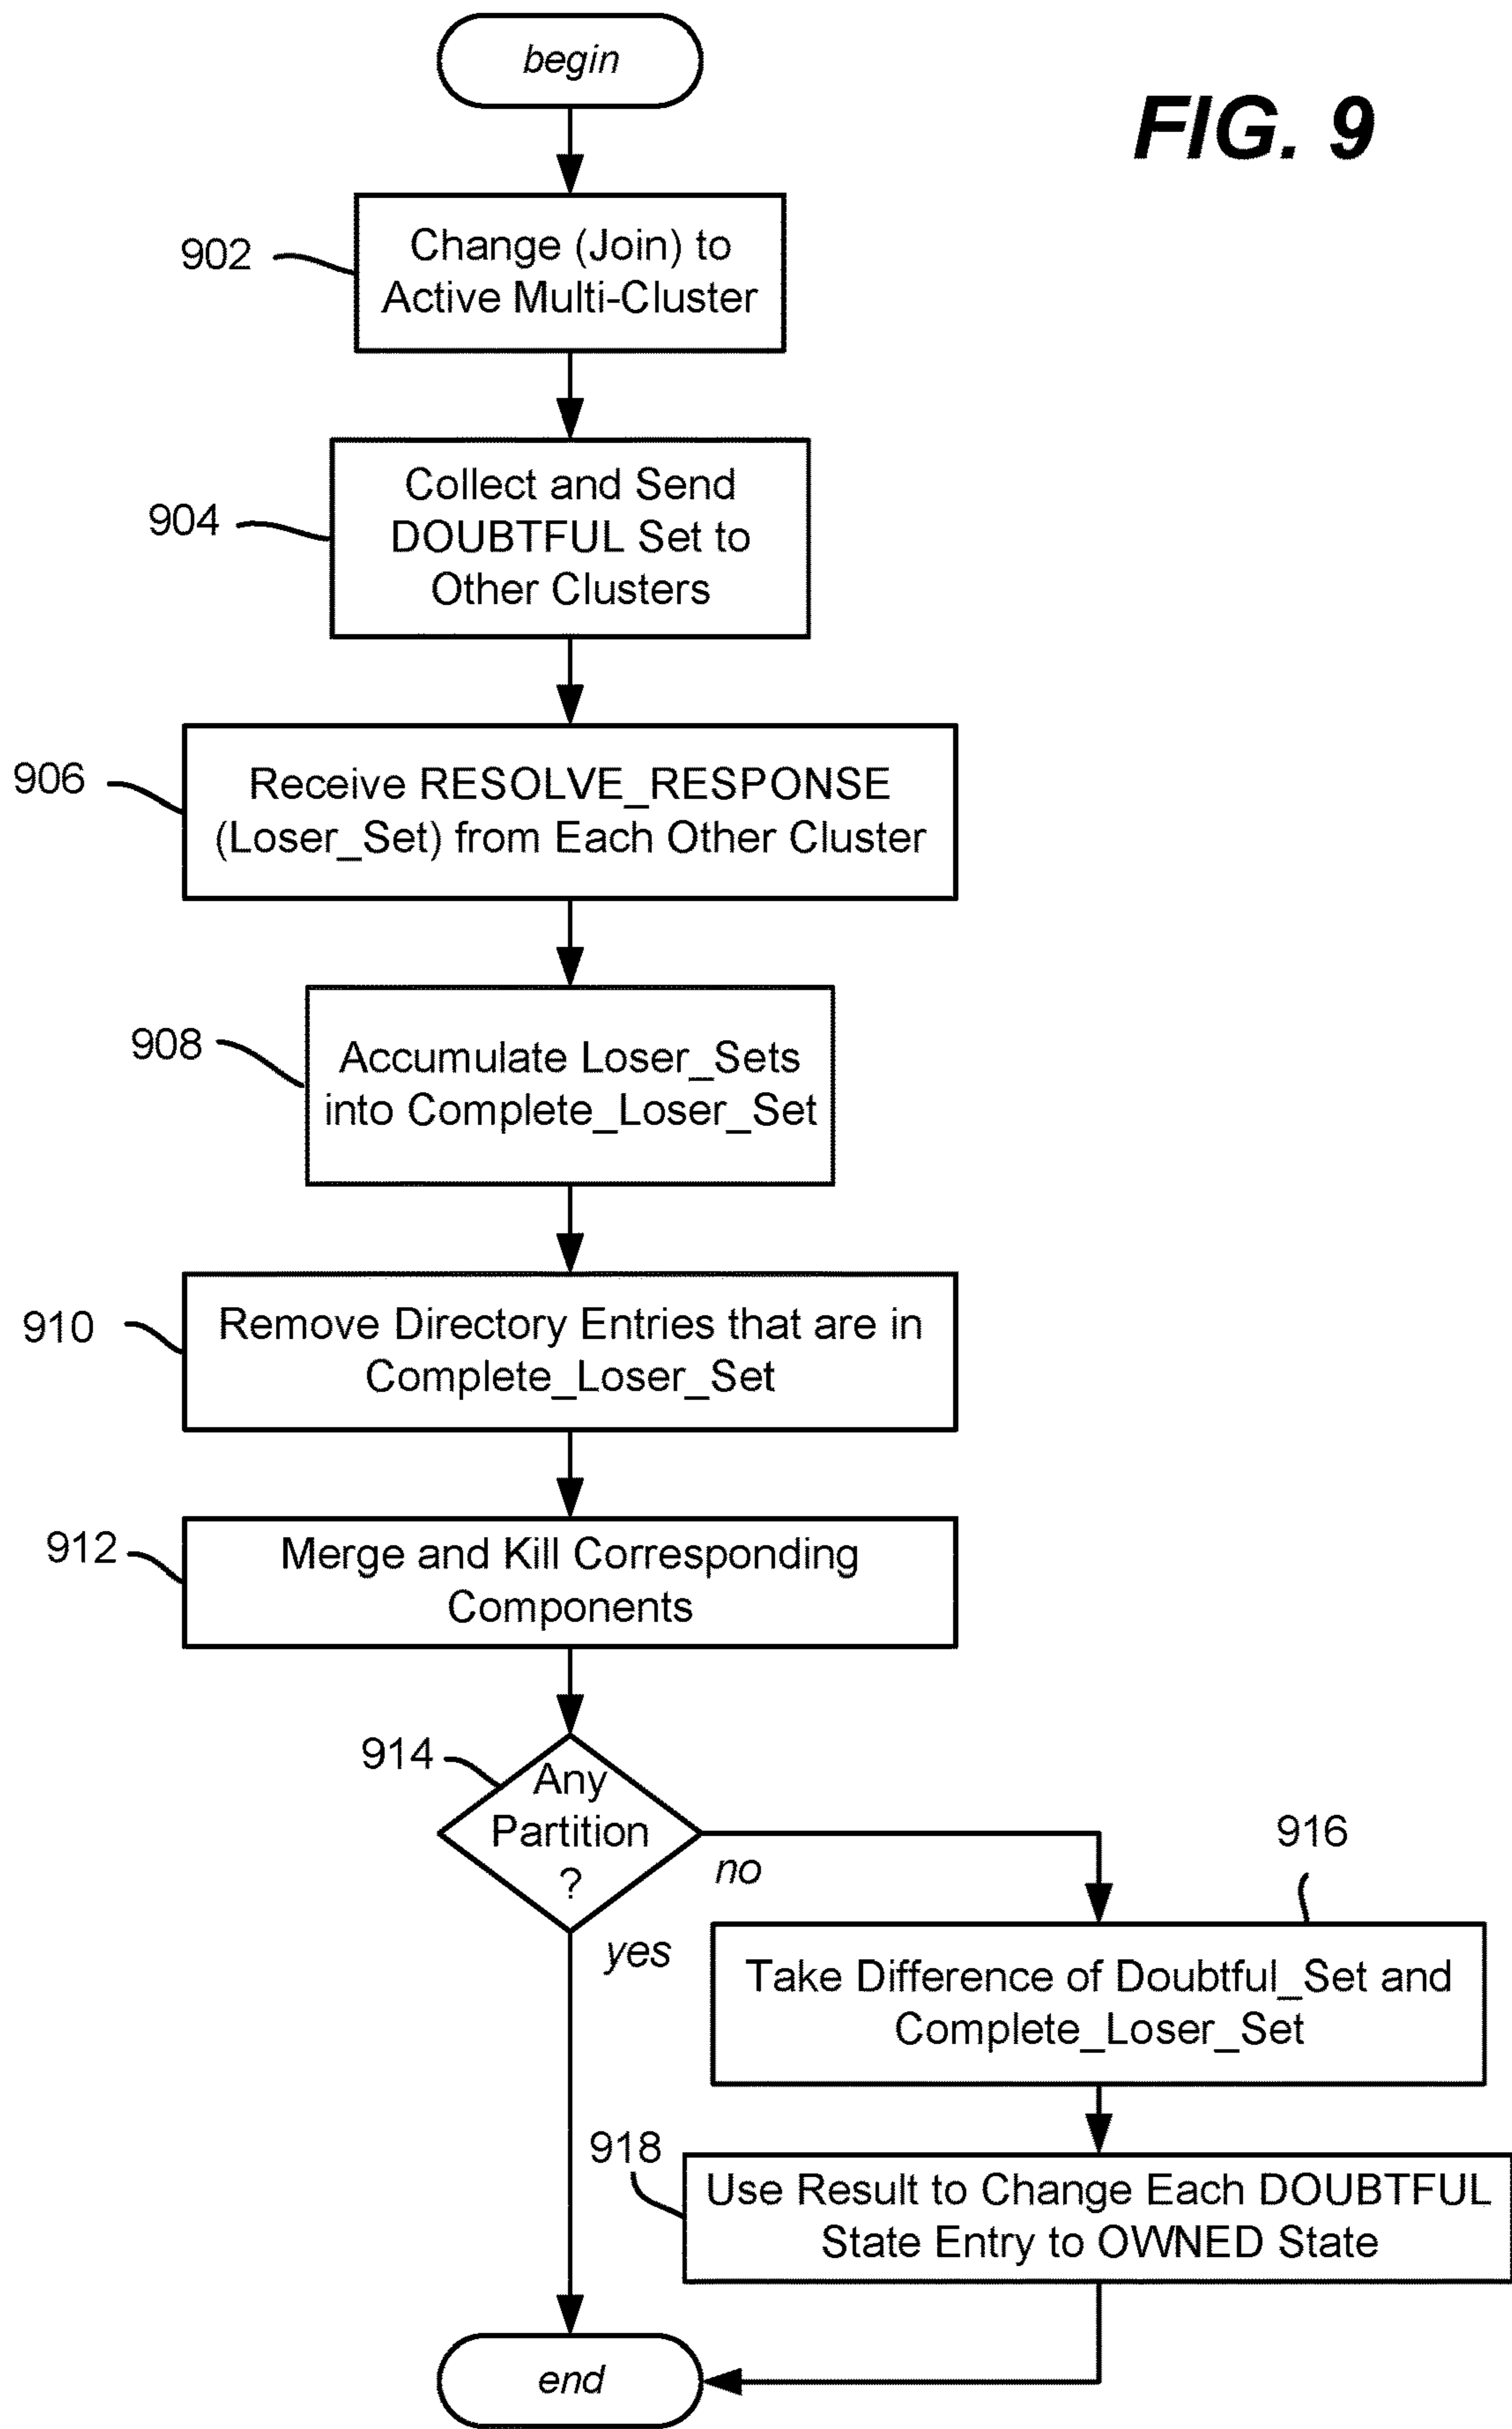 begin
FIG. 9
902
Change (Join) to
Active Multi-Cluster
904
Collect and Send
DOUBTFUL Set to
Other Clusters
906
Receive RESOLVE_RESPONSE
(Loser_Set) from Each Other Cluster
908
Accumulate Loser_Sets
into Complete_Loser_Set
910
Remove Directory Entries that are in
Complete_Loser_Set
912
Merge and Kill Corresponding
Components
914
Any
Partition
?
no
yes
916
Take Difference of Doubtful_Set and
Complete_Loser_Set
918
Use Result to Change Each DOUBTFUL
State Entry to OWNED State
end